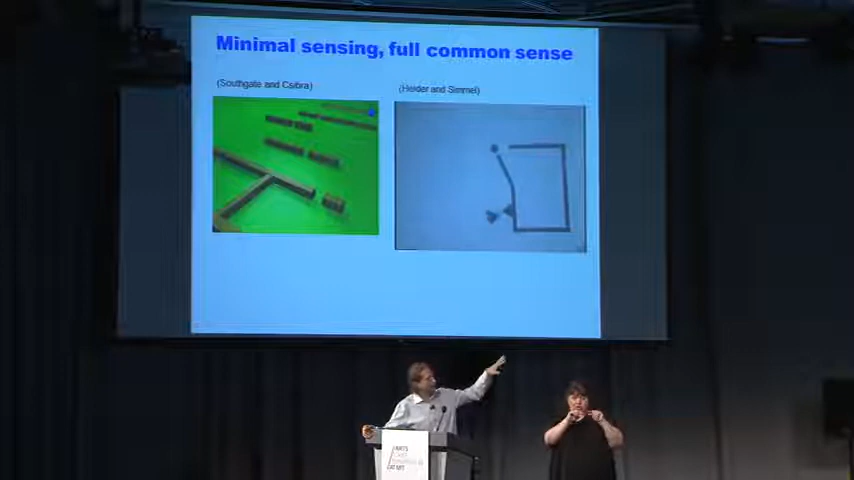 Minimal sensing, full common sense
(Southgate and Csibra)
(Heider and Simmel)